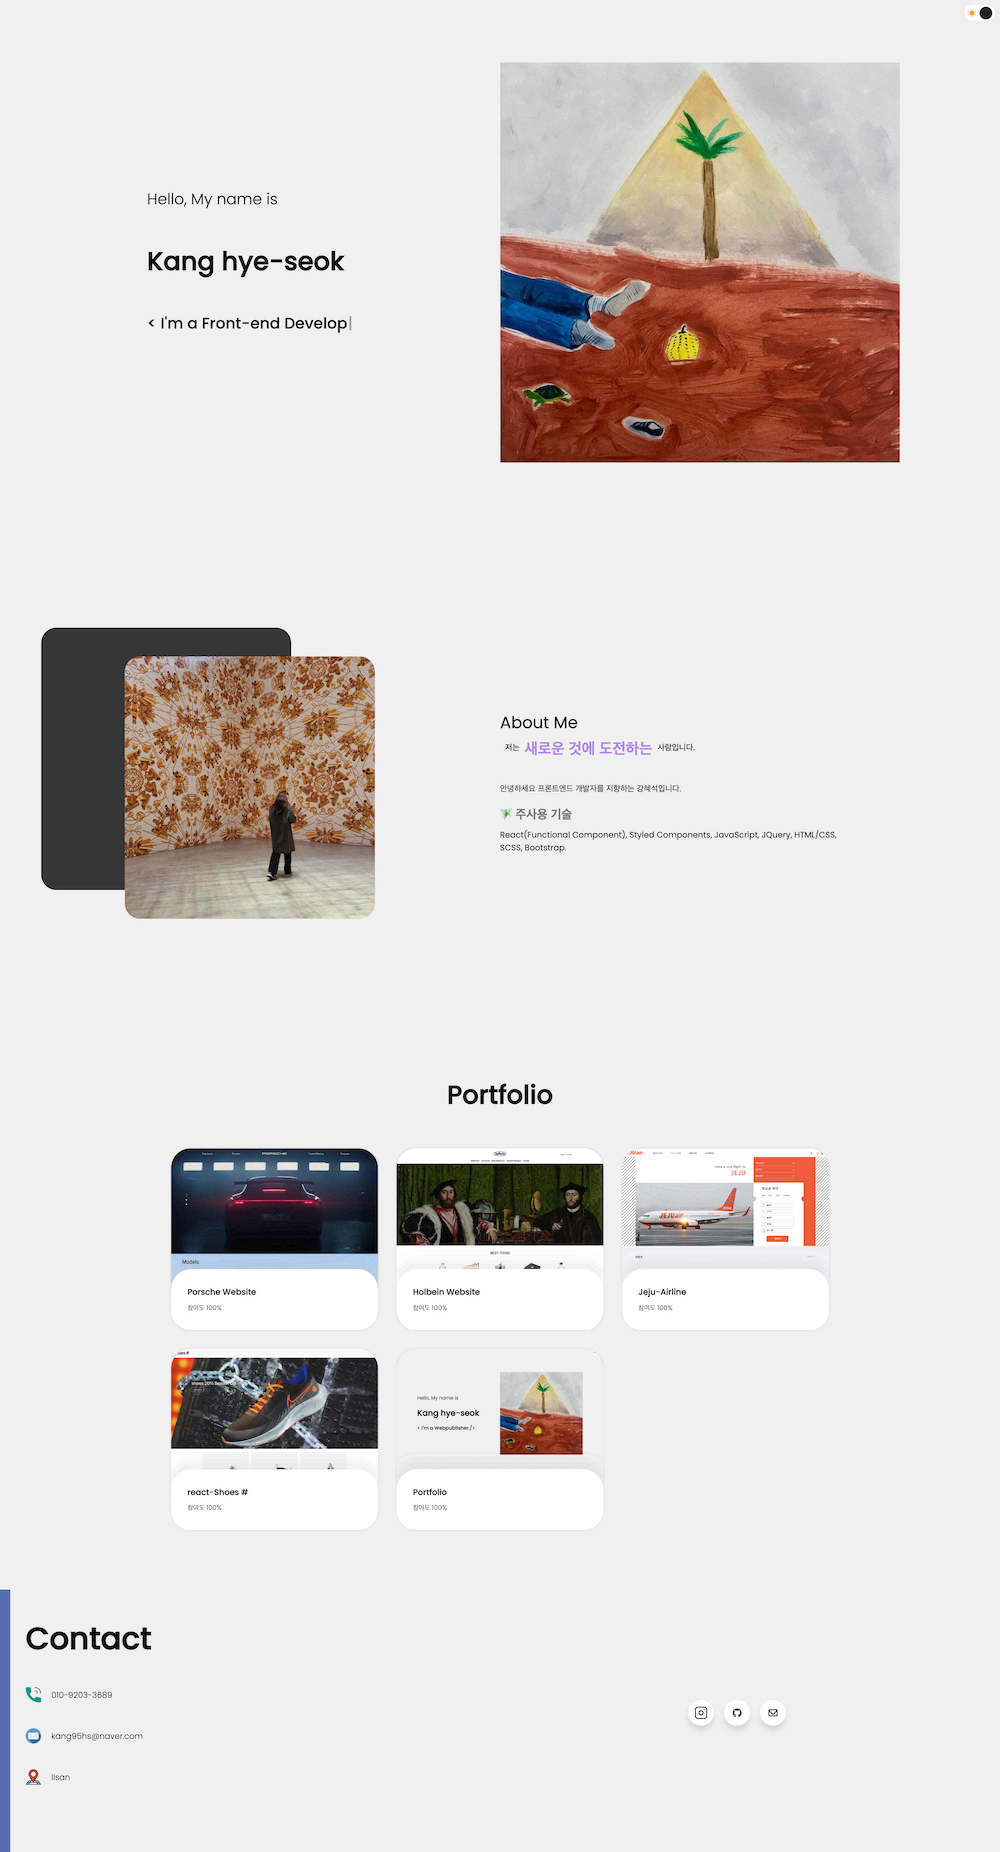 Hello, My name is
Kang hye-seok
< I'm a Front-end Develop|
About Me
저는 새로운 것에 도전하는 사람입니다.
안녕하세요 프론트엔드 개발자를 지향하는 강혜석입니다.
주사용 기술
React(Functional Component), Styled Components, JavaScript, JQuery, HTML/CSS,
SCSS, Bootstrap.
Portfolio
Models
Porsche Website
참여도 100%
BEST ITEMS
Holbein Website
참여도 100%
JEJU
JEJUair
Jeju-Airline
참여도 100%
react-Shoes #
참여도 100%
Hello, My name is
Kang hye-seok
< I'm a Webpublisher./>
Portfolio
참여도 100%
Contact
010-9203-3689
kang95hs@naver.com
Ilsan